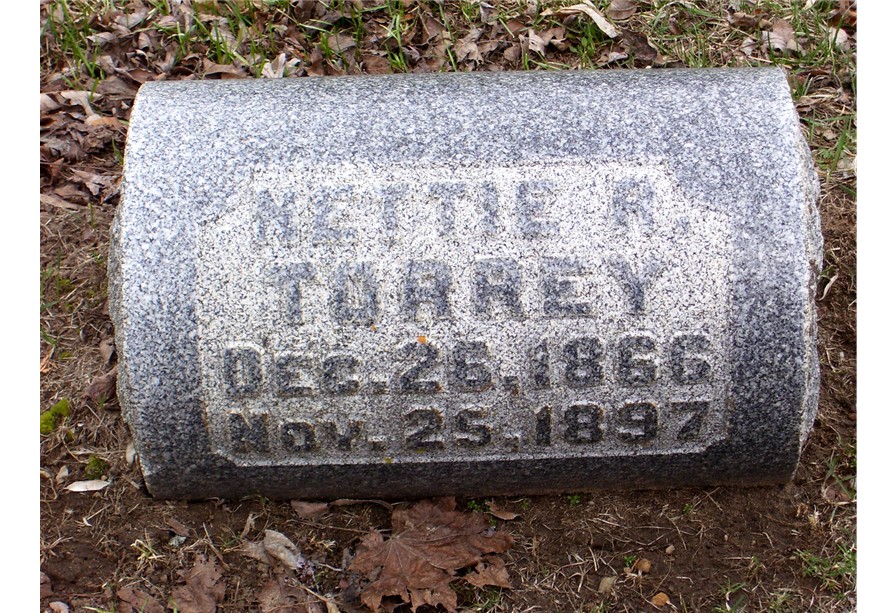 NETTIE R.
TORREY
DEC. 26, 1866
NOV. 25, 1897